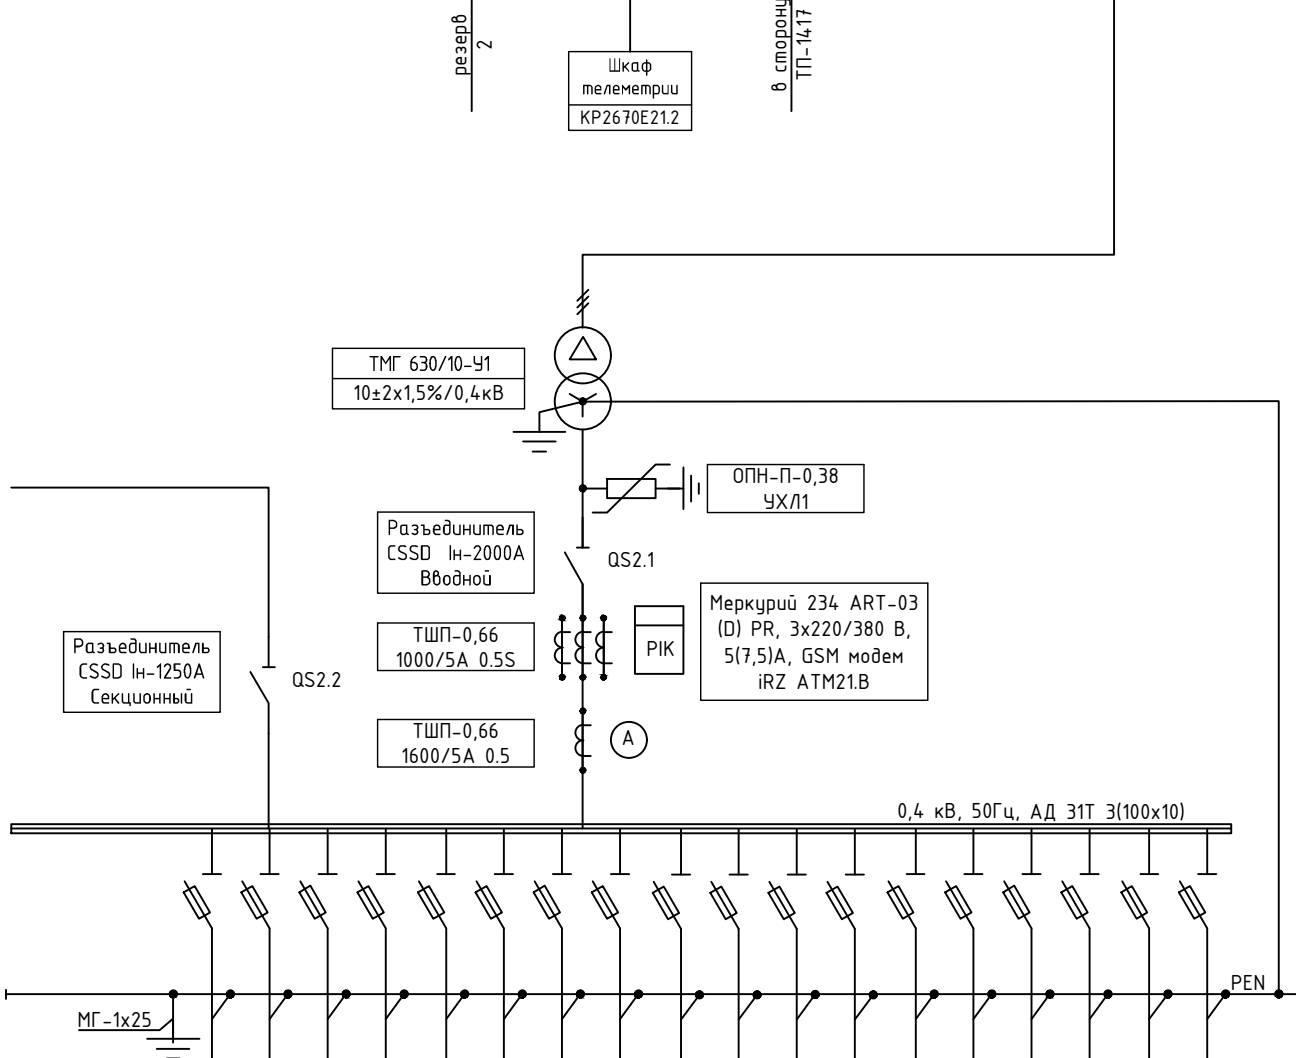 резерв
2
Шкаф
телеметрии
КР2670Е21.2
в сторону
ТП-1417
ТМГ 630/10-У1
10±2х1,5%/0,4кВ
ОПН-П-0,38
УХЛ1
Разъединитель
CSSD Iн-2000А
Вводной
QS2.1
Меркурий 234 ART-03
(D) PR, 3х220/380 В,
5(7,5)А, GSM модем
iRZ ATM21.B
ТШП-0,66
1000/5А 0.5S
PIK
Разъединитель
CSSD Iн-1250А
Секционный
QS2.2
ТШП-0,66
1600/5А 0.5
А
0,4 кВ, 50Гц, АД 31Т 3(100х10)
PEN
МГ-1х25